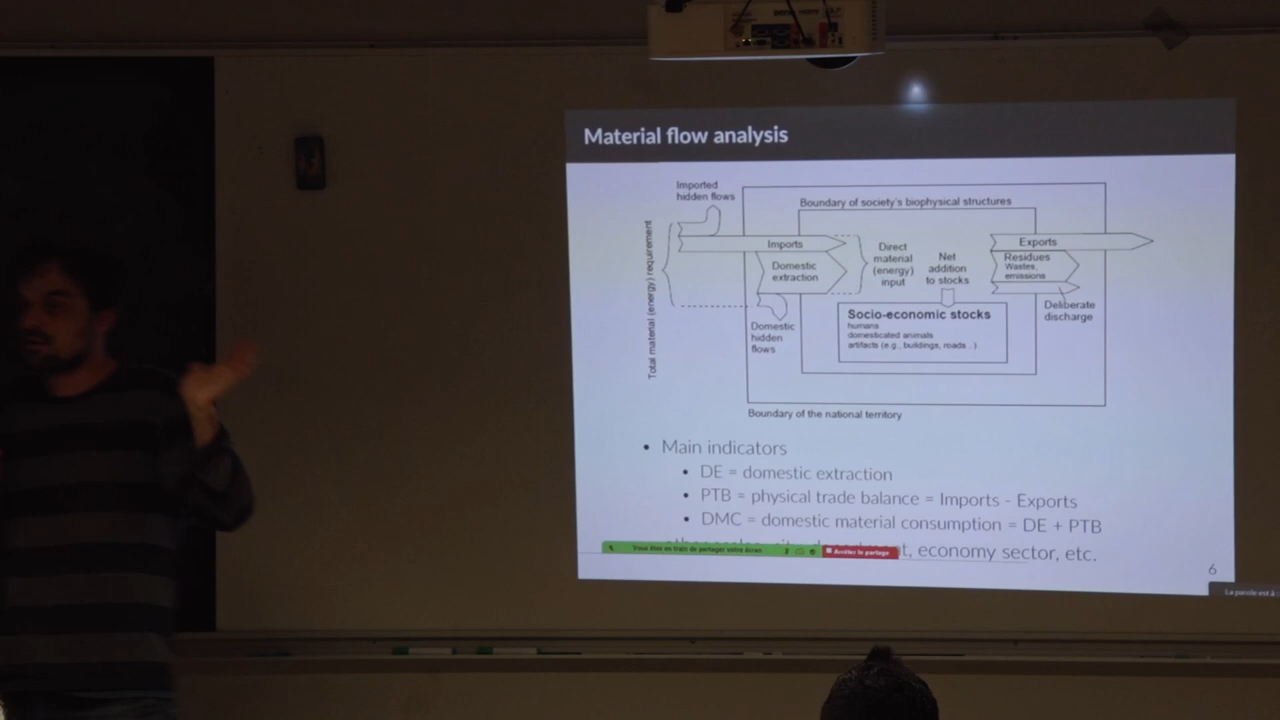 Material flow analysis
Imported
hidden flows
Boundary of society's biophysical structures
Total material (energy) requirement
Imports
Domestic
extraction
Direct
material
(energy)
input
Net
addition
to stocks
Exports
Residues
Wastes,
emissions
Deliberate
discharge
Domestic
hidden
flows
Socio-economic stocks
humans
domesticated animals
artifacts (e.g., buildings, roads ..)
Boundary of the national territory
• Main indicators
• DE = domestic extraction
• PTB = physical trade balance = Imports - Exports
• DMC = domestic material consumption = DE + PTB
Vous êtes en train de partager votre écran
Arrêter le partage
t, economy sector, etc.
6
La parole est à